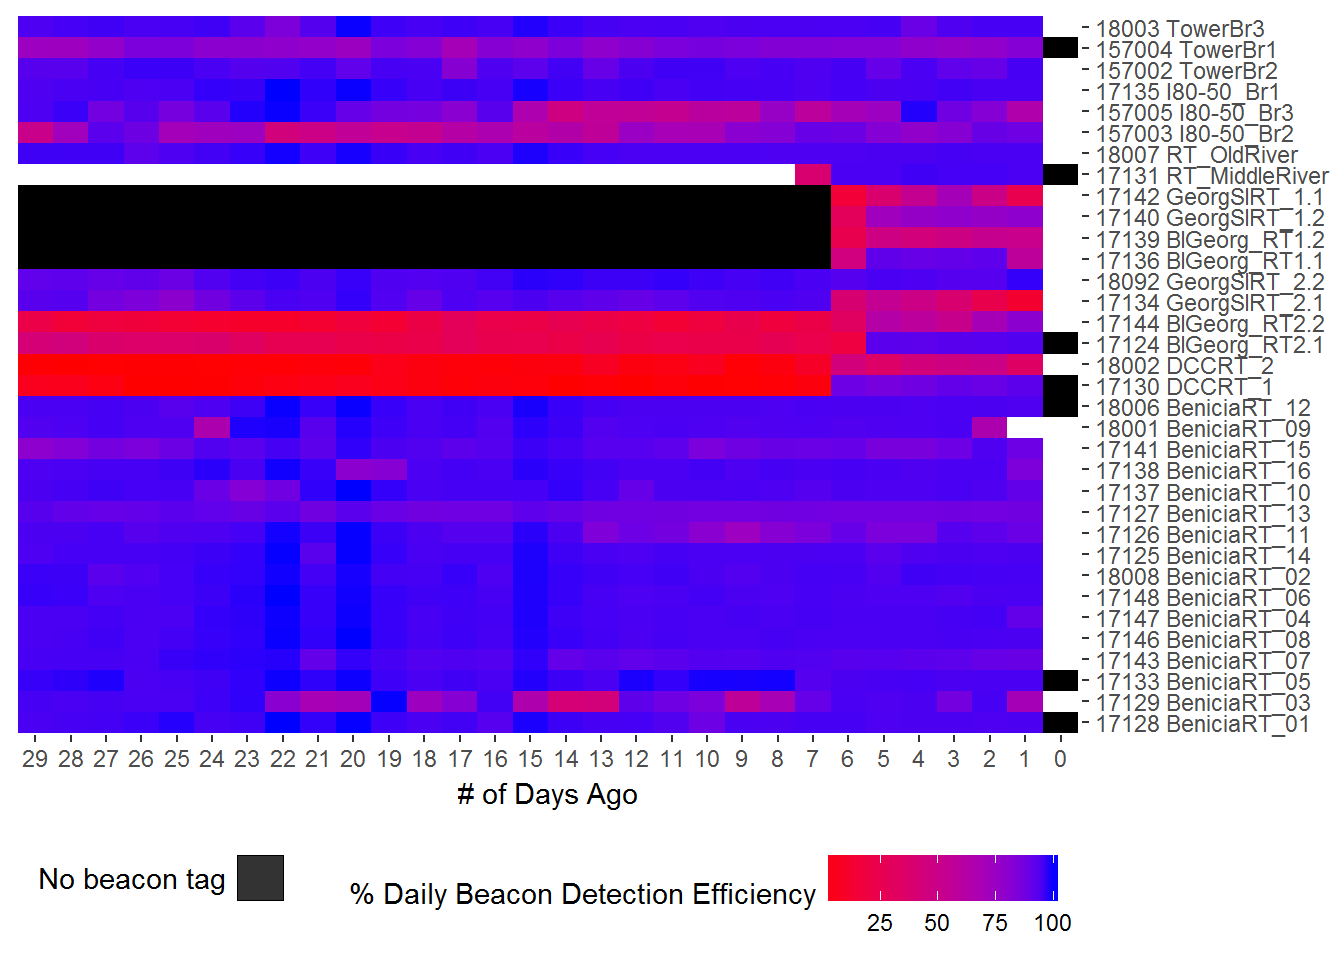 18003 TowerBr3
157004 TowerBr1
157002 TowerBr2
17135 I80-50_Br1
157005 I80-50_Br3
157003 I80-50_Br2
18007 RT_OldRiver
17131 RT_MiddleRiver
17142 GeorgSlRT_1.1
17140 GeorgSlRT_1.2
17139 BlGeorg_RT1.2
17136 BlGeorg_RT1.1
18092 GeorgSlRT_2.2
17134 GeorgSlRT_2.1
17144 BlGeorg_RT2.2
17124 BlGeorg_RT2.1
18002 DCCRT_2
17130 DCCRT_1
18006 BeniciaRT_12
18001 BeniciaRT_09
17141 BeniciaRT_15
17138 BeniciaRT_16
17137 BeniciaRT_10
17127 BeniciaRT_13
17126 BeniciaRT_11
17125 BeniciaRT_14
18008 BeniciaRT_02
17148 BeniciaRT_06
17147 BeniciaRT_04
17146 BeniciaRT_08
17143 BeniciaRT_07
17133 BeniciaRT_05
17129 BeniciaRT_03
17128 BeniciaRT_01
29 28 27 26 25 24 23 22 21 20 19 18 17 16 15 14 13 12 11 10 9 8 7 6 5 4 3 2 1 0
# of Days Ago
No beacon tag
% Daily Beacon Detection Efficiency
25 50 75 100